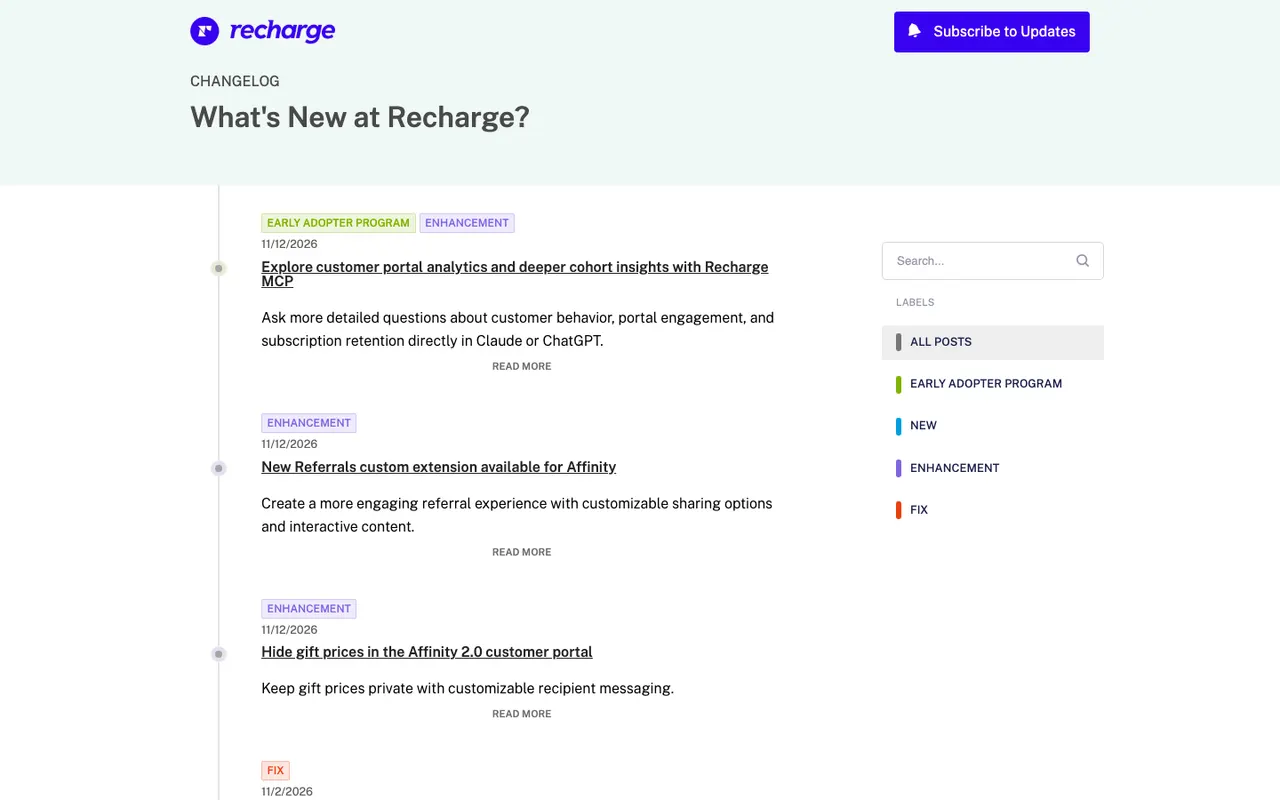 recharge
Subscribe to Updates
CHANGELOG
What's New at Recharge?
EARLY ADOPTER PROGRAM ENHANCEMENT
11/12/2026
Explore customer portal analytics and deeper cohort insights with Recharge
MCP
Ask more detailed questions about customer behavior, portal engagement, and
subscription retention directly in Claude or ChatGPT.
READ MORE
ENHANCEMENT
11/12/2026
New Referrals custom extension available for Affinity
Create a more engaging referral experience with customizable sharing options
and interactive content.
READ MORE
ENHANCEMENT
11/12/2026
Hide gift prices in the Affinity 2.0 customer portal
Keep gift prices private with customizable recipient messaging.
READ MORE
FIX
11/2/2026
Search...
LABELS
ALL POSTS
EARLY ADOPTER PROGRAM
NEW
ENHANCEMENT
FIX